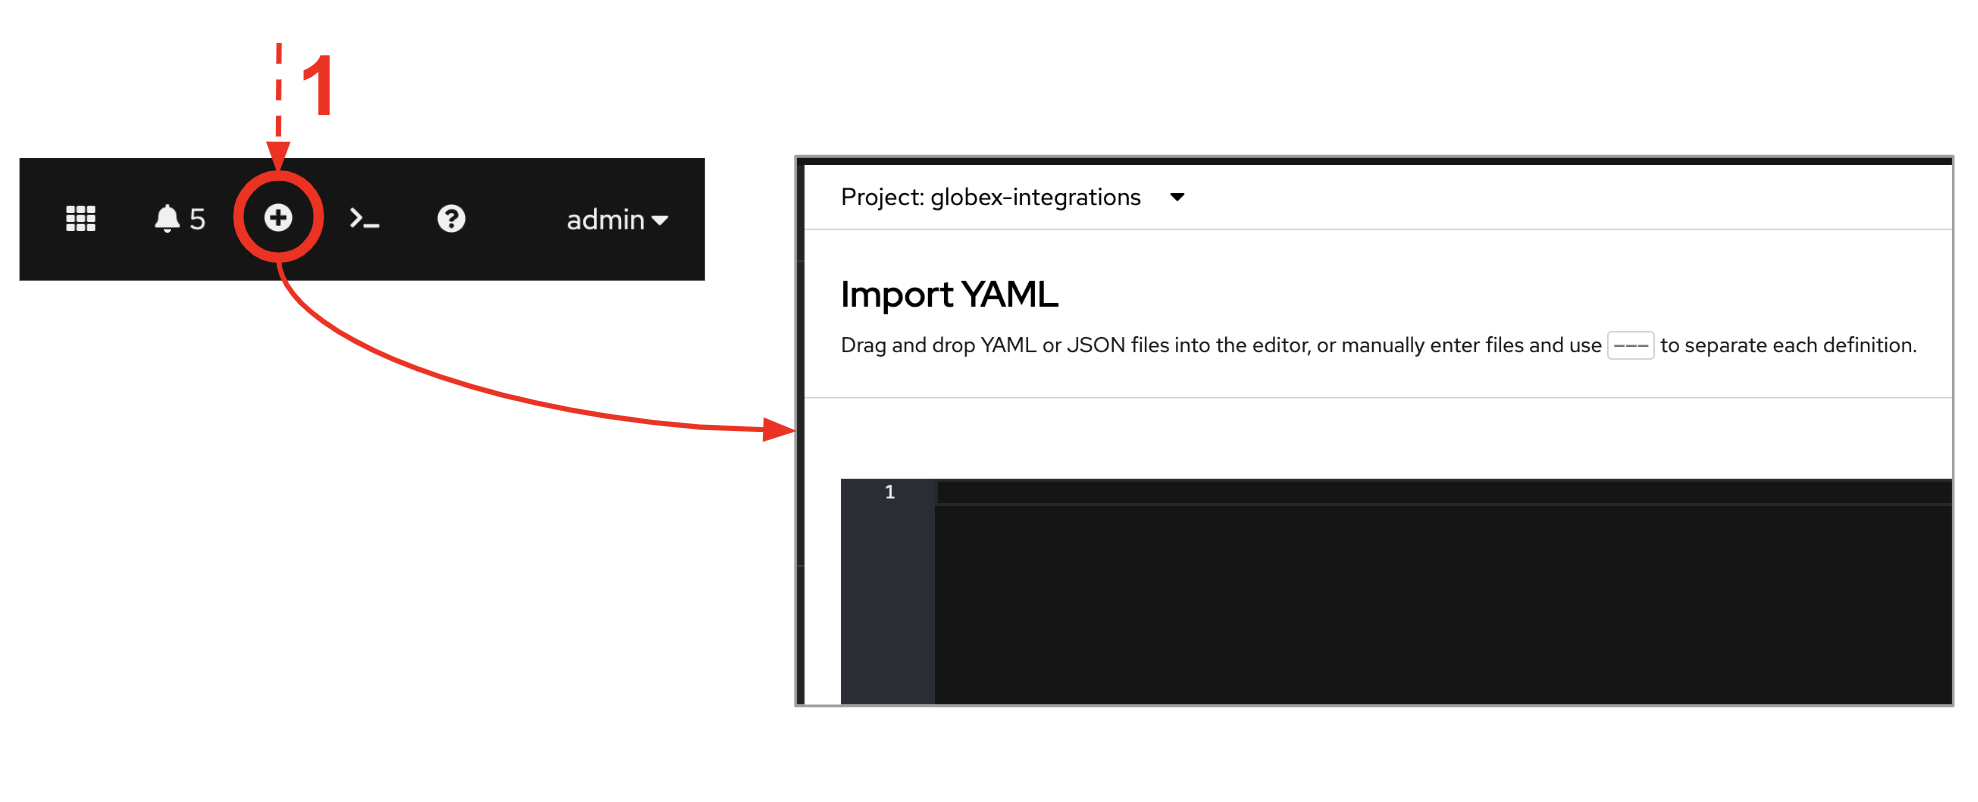 1
5
admin
Project: globex-integrations
Import YAML
Drag and drop YAML or JSON files into the editor, or manually enter files and use --- to separate each definition.
1